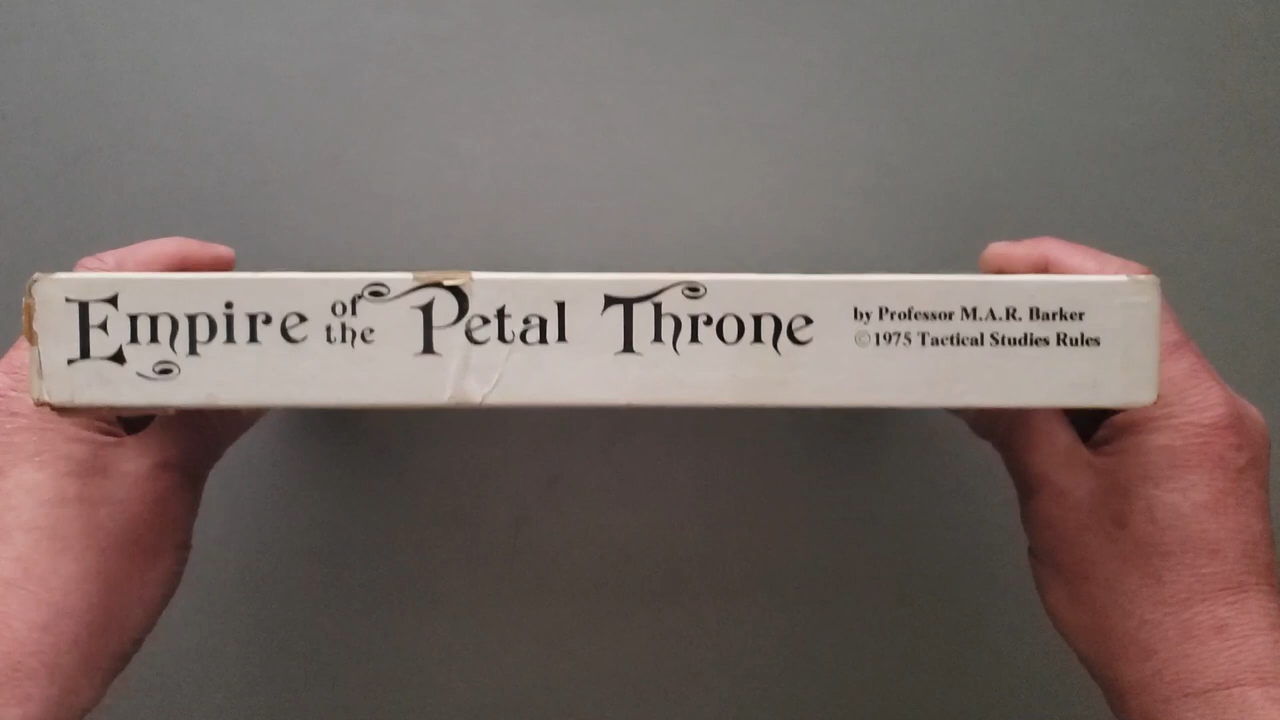 Empire of the Petal Throne
by Professor M.A.R. Barker
©1975 Tactical Studies Rules